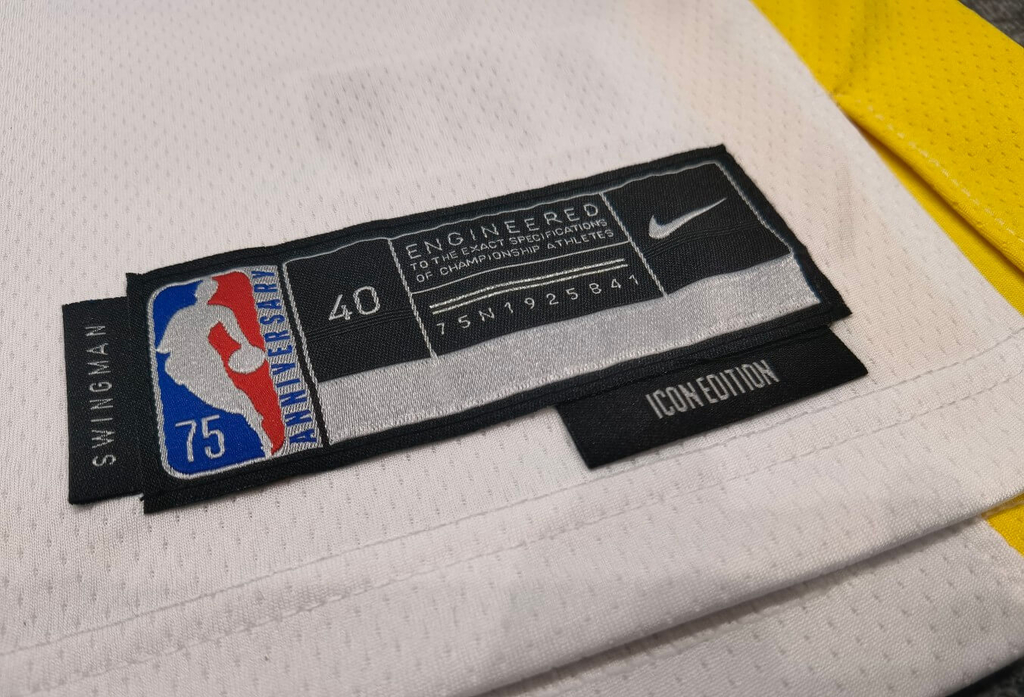 SWINGMAN
75
ANNIVERSARY
40
ENGINEERED
TO THE EXACT SPECIFICATIONS
OF CHAMPIONSHIP ATHLETES
75N1925841
ICON EDITION